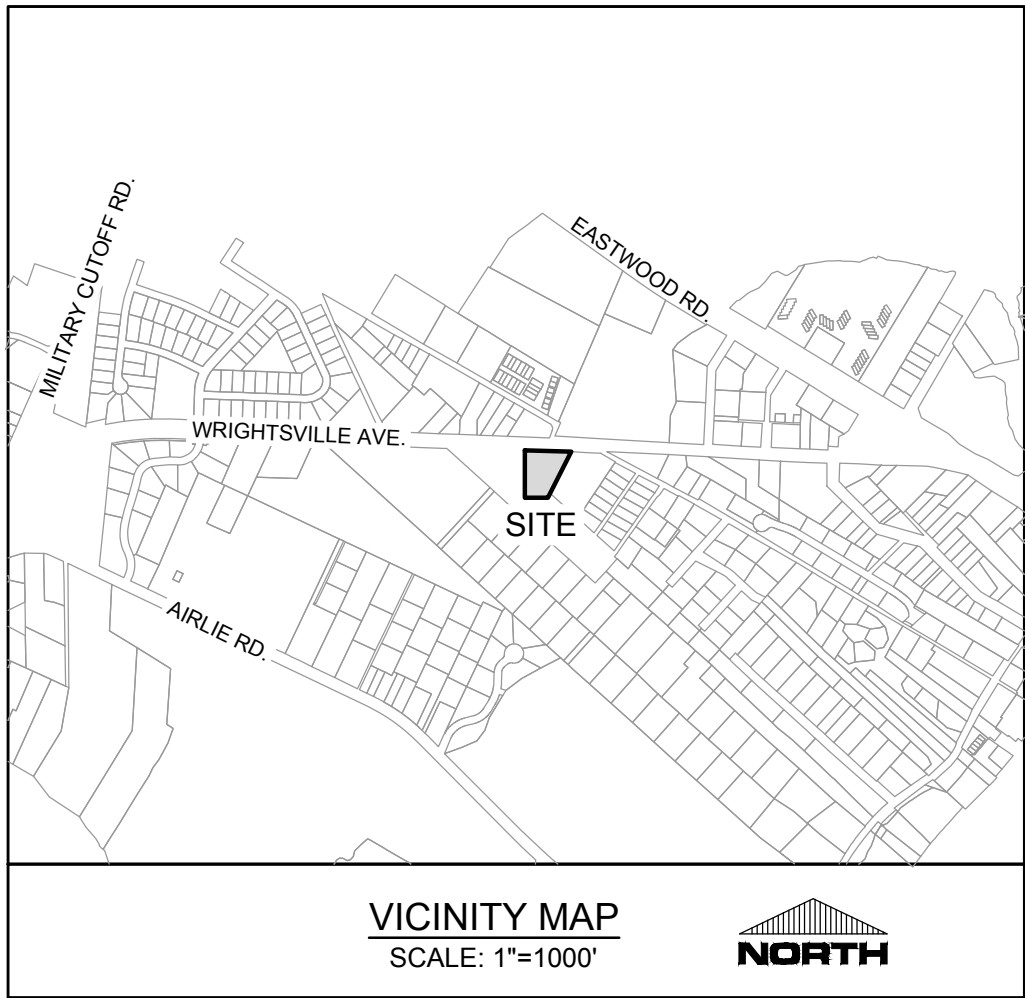 MILITARY CUTOFF RD.
EASTWOOD RD.
WRIGHTSVILLE AVE.
SITE
AIRLIE RD.
VICINITY MAP
SCALE: 1"=1000'
NORTH